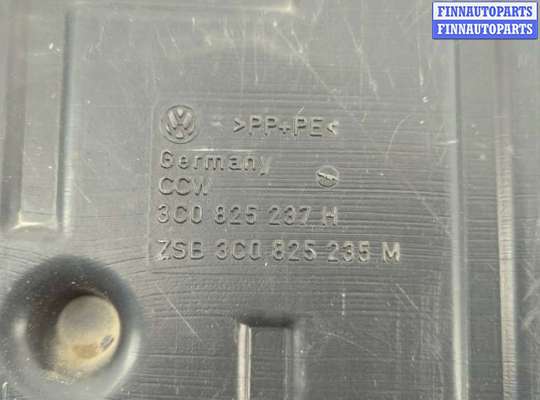 FINNAUTOPARTS
FINNAUTOPARTS
>PP+PE<
Germany
CCW
3C0 825 237 H
ZSB 3C0 825 235 M